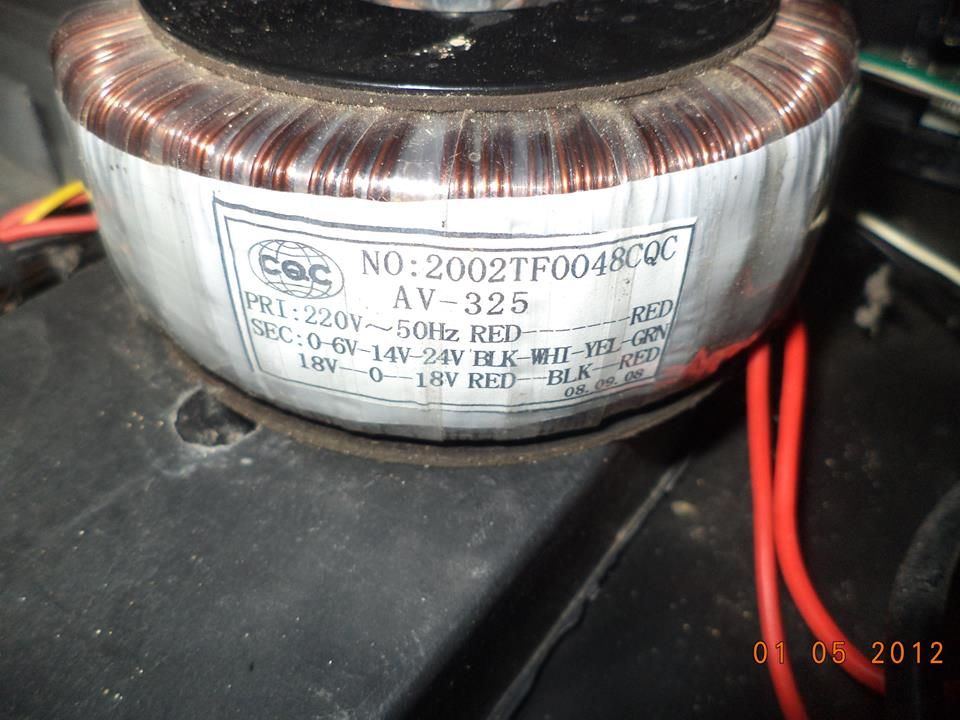 CQC
NO:2002TF0048CQC
AV-325
PRI:220V~50Hz RED---------RED
SEC:0-6V-14V-24V BLK-WHI-YEL-GRN
18V--0--18V RED--BLK--RED
08.09.08
01 05 2012